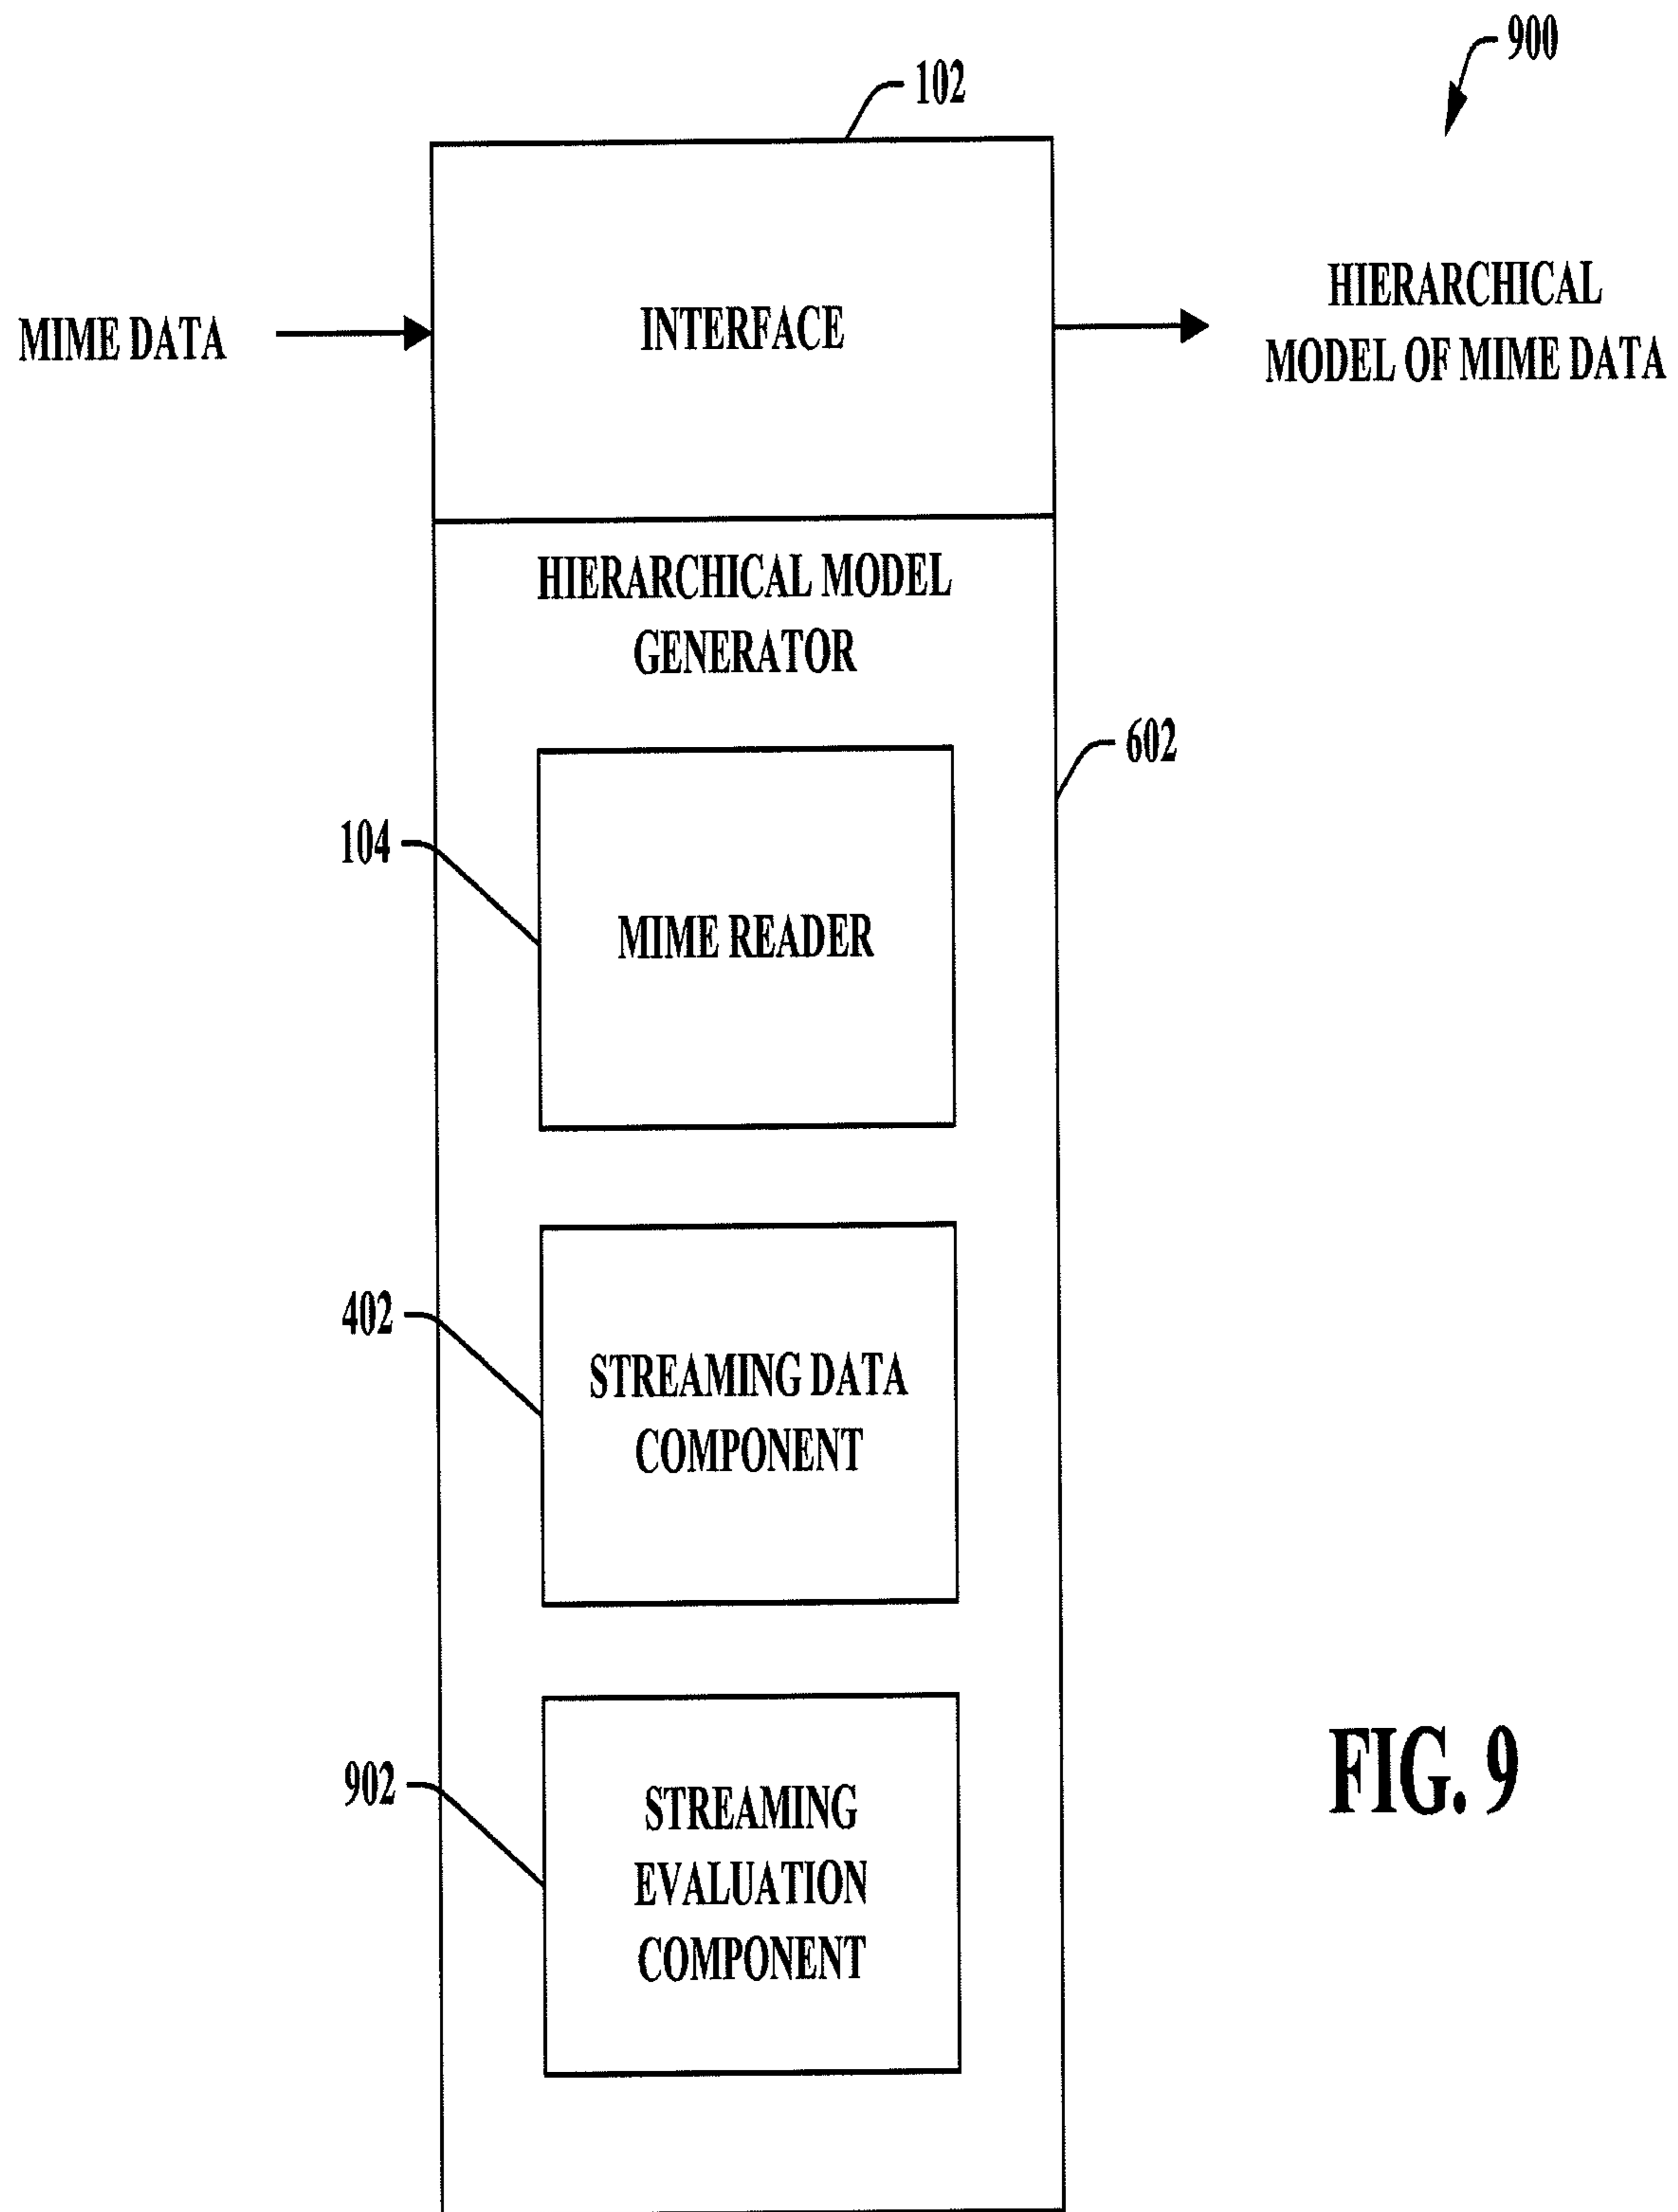 900
102
MIME DATA
INTERFACE
HIERARCHICAL
MODEL OF MIME DATA
HIERARCHICAL MODEL
GENERATOR
602
104
MIME READER
402
STREAMING DATA
COMPONENT
902
STREAMING
EVALUATION
COMPONENT
FIG. 9